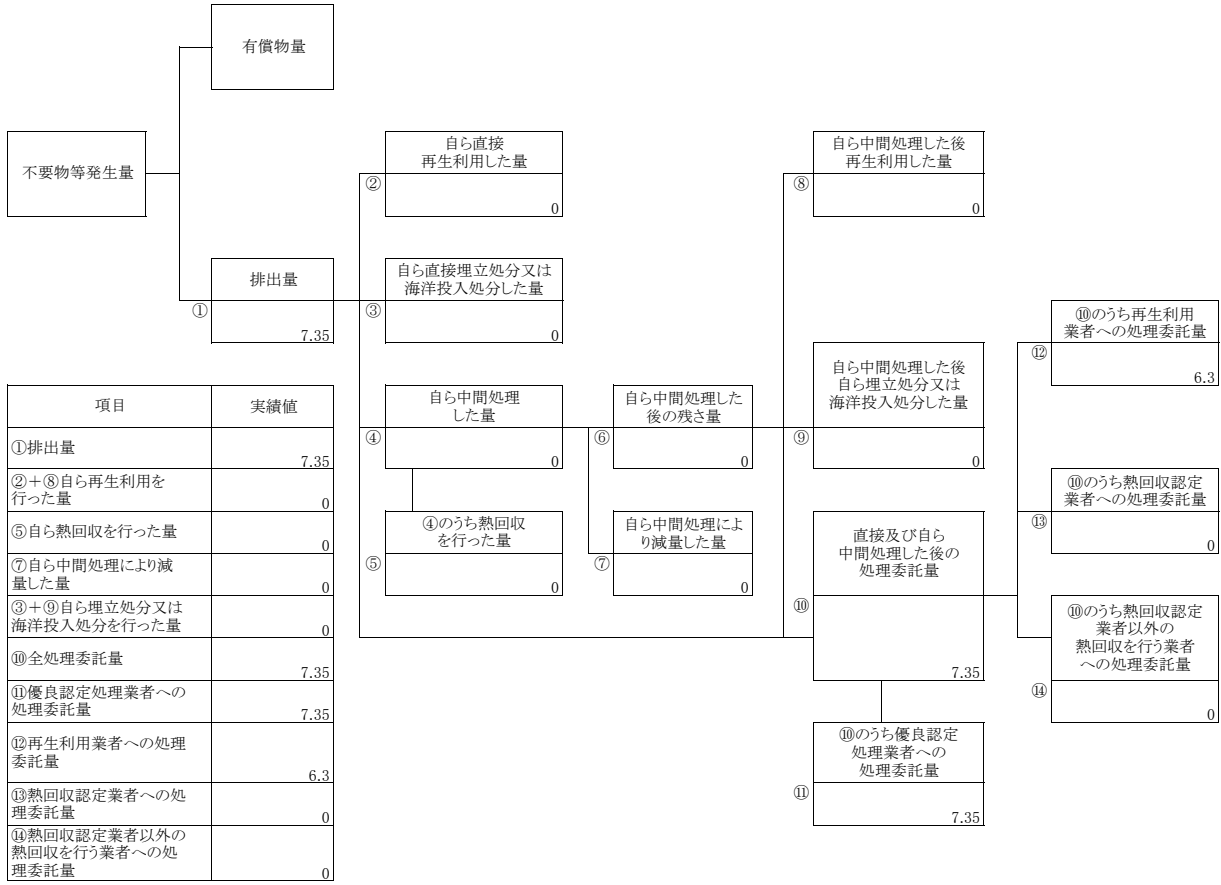 有償物量
不要物等発生量
自ら直接
再生利用した量
②
0
自ら中間処理した後
再生利用した量
⑧
0
排出量
①
7.35
自ら直接埋立処分又は
海洋投入処分した量
③
0
⑩のうち再生利用
業者への処理委託量
⑫
6.3
自ら中間処理した後
自ら埋立処分又は
海洋投入処分した量
⑨
0
自ら中間処理
した量
④
0
自ら中間処理した
後の残さ量
⑥
0
⑩のうち熱回収認定
業者への処理委託量
⑬
0
④のうち熱回収
を行った量
⑤
0
自ら中間処理によ
り減量した量
⑦
0
直接及び自ら
中間処理した後の
処理委託量
⑩
7.35
⑩のうち熱回収認定
業者以外の
熱回収を行う業者
への処理委託量
⑭
0
⑩のうち優良認定
処理業者への
処理委託量
⑪
7.35
項目 実績値
①排出量
7.35
②+⑧自ら再生利用を
行った量
0
⑤自ら熱回収を行った量
0
⑦自ら中間処理により減
量した量
0
③+⑨自ら埋立処分又は
海洋投入処分を行った量
0
⑩全処理委託量
7.35
⑪優良認定処理業者への
処理委託量
7.35
⑫再生利用業者への処理
委託量
6.3
⑬熱回収認定業者への処
理委託量
0
⑭熱回収認定業者以外の
熱回収を行う業者への処
理委託量
0